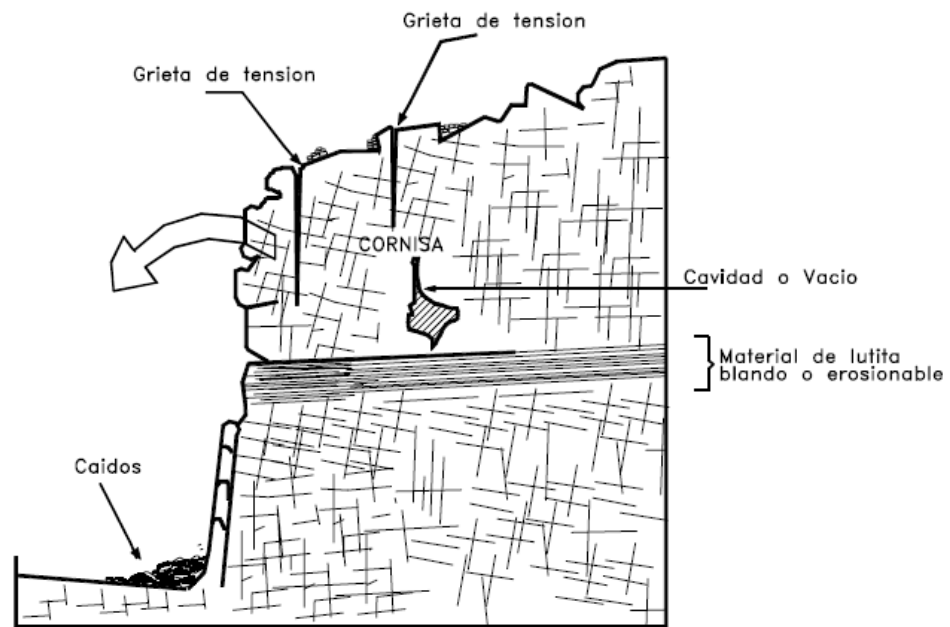 Grieta de tension
Grieta de tension
CORNISA
Cavidad o Vacio
Material de lutita
blando o erosionable
Caidos